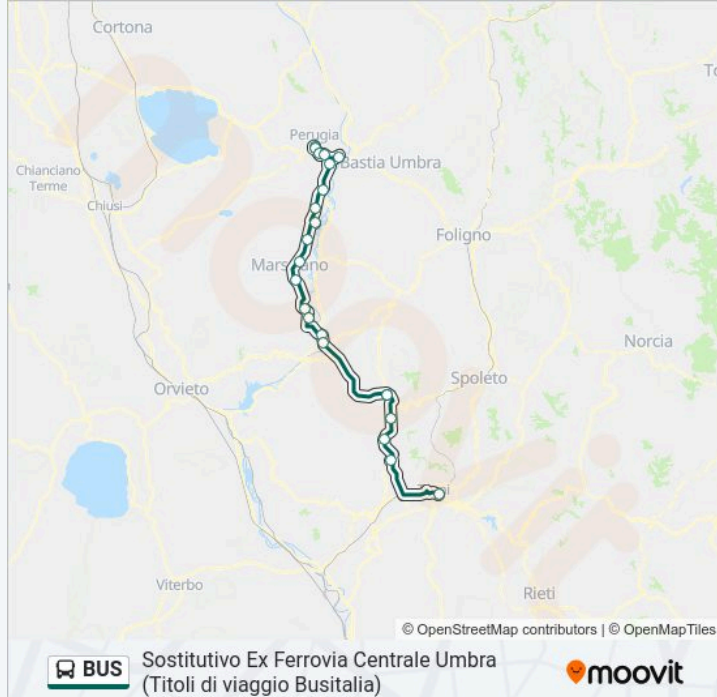 Cortona
Perugia
Bastia Umbra
Chianciano
Terme
Chiusi
Foligno
Norcia
Orvieto
Spoleto
Viterbo
Rieti
© OpenStreetMap contributors | © OpenMapTiles
BUS
Sostitutivo Ex Ferrovia Centrale Umbra
(Titoli di viaggio Busitalia)
moovit